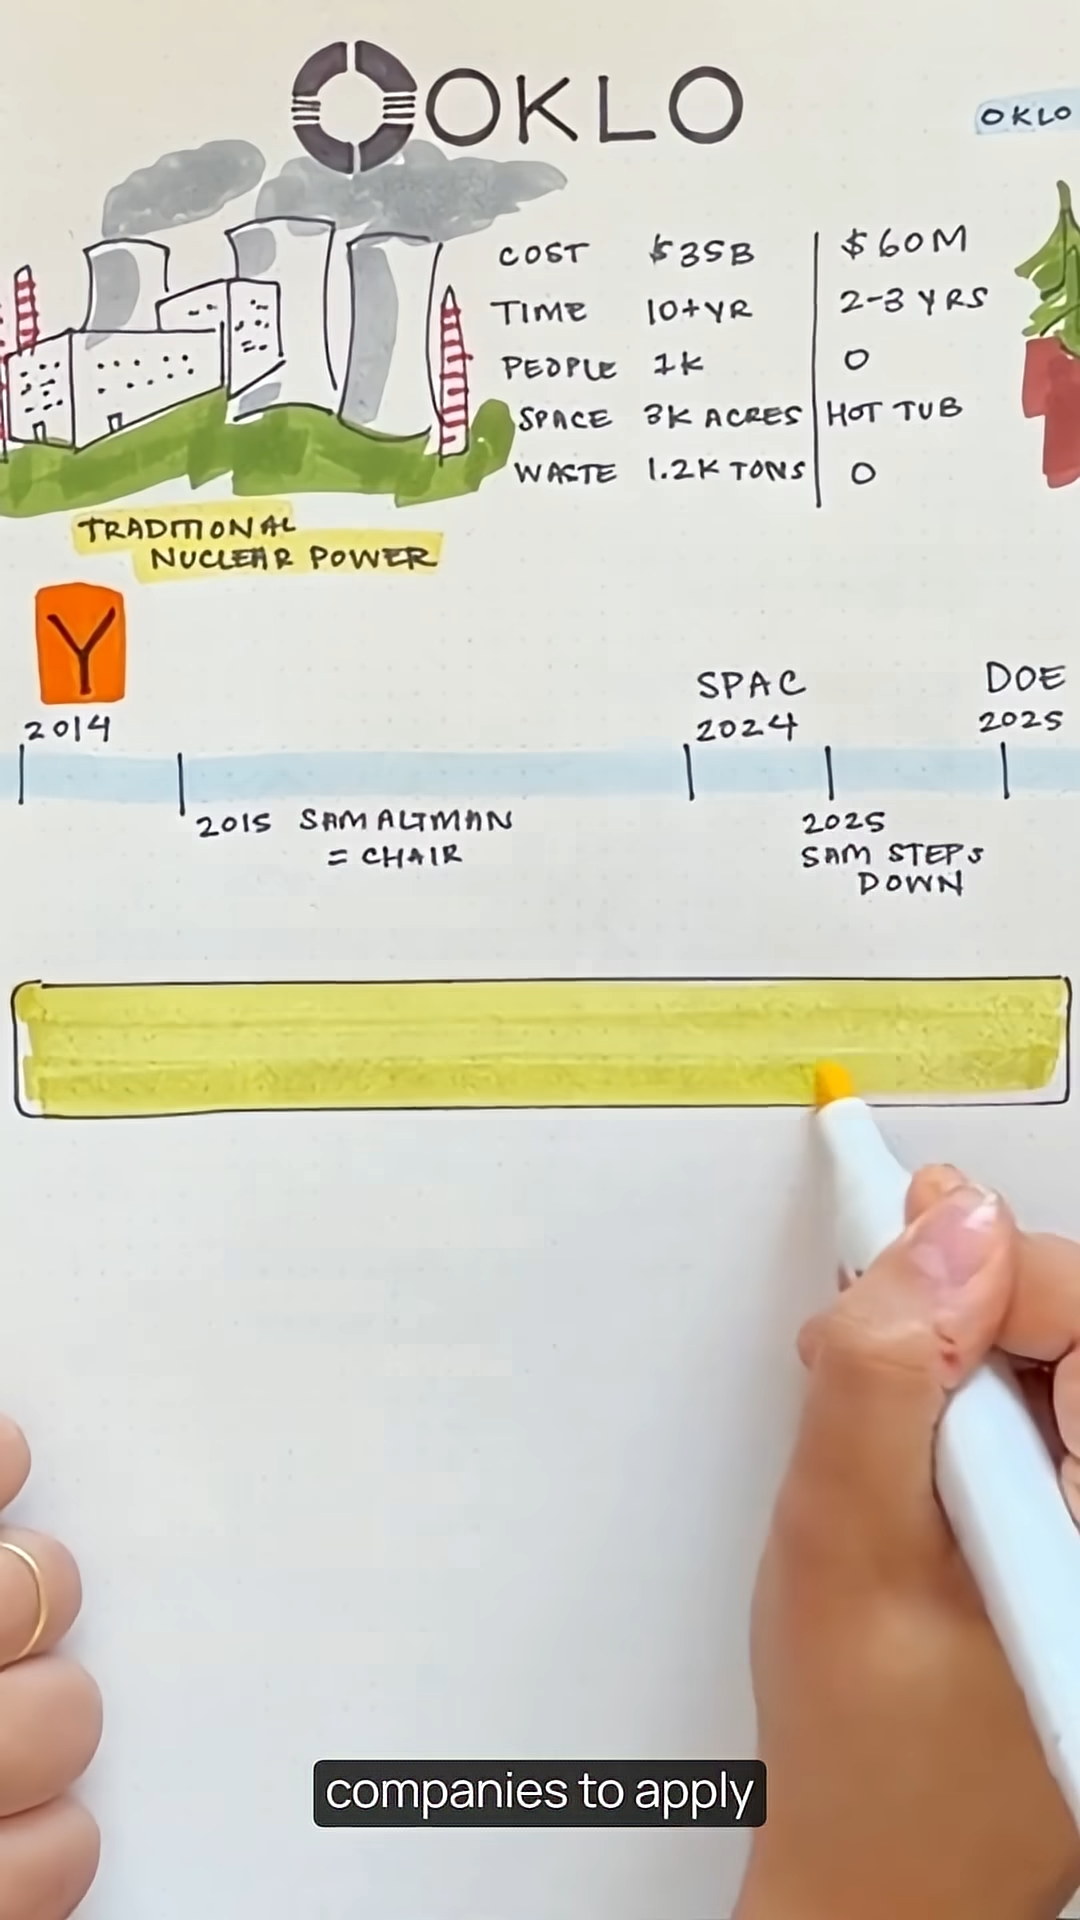 OKLO
OKLO
COST $35B $60M
TIME 10+YR 2-3 YRS
PEOPLE 1K 0
SPACE 3K ACRES HOT TUB
WASTE 1.2K TONS 0
TRADITIONAL
NUCLEAR POWER
Y
2014
SPAC
2024
DOE
2025
2015 SAM ALTMAN
= CHAIR
2025
SAM STEPS
DOWN
companies to apply